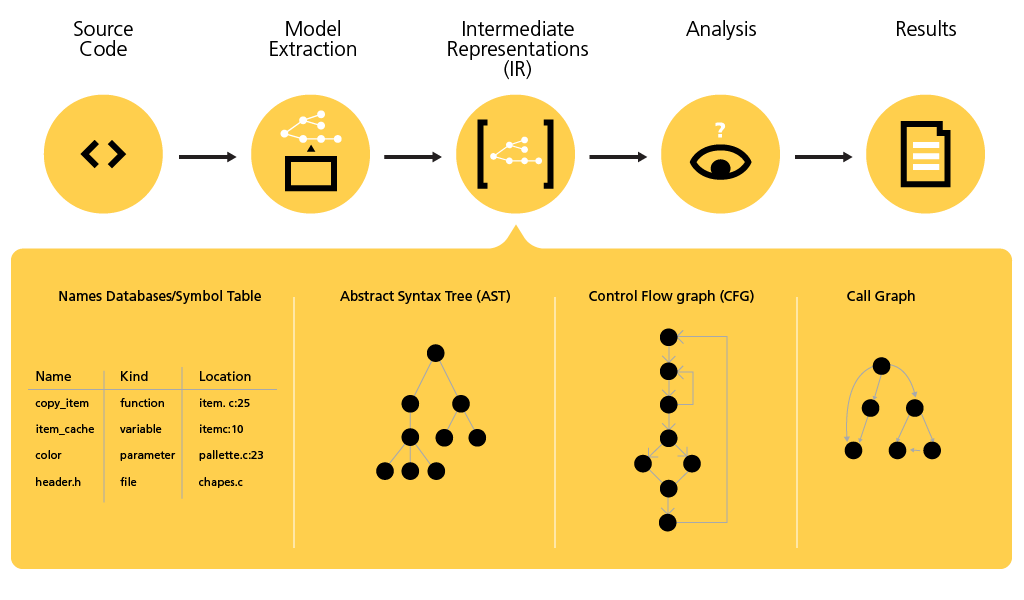 Source
Code
Model
Extraction
Intermediate
Representations
(IR)
Analysis
Results
?
Names Databases/Symbol Table
Name Kind Location
copy_item function item. c:25
item_cache variable itemc:10
color parameter pallette.c:23
header.h file chapes.c
Abstract Syntax Tree (AST)
Control Flow graph (CFG)
Call Graph